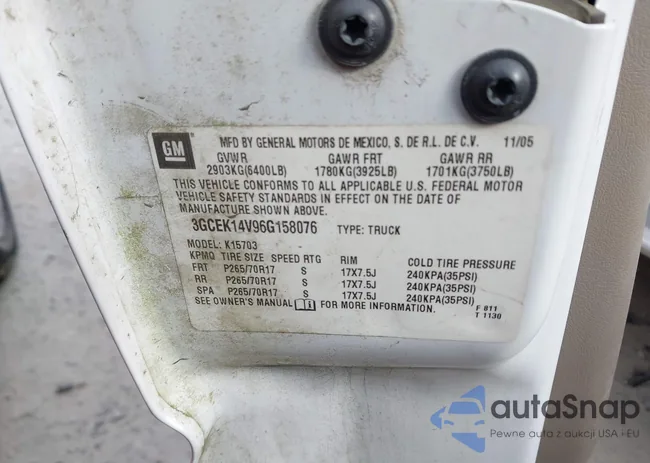 GM
MFD BY GENERAL MOTORS DE MEXICO, S. DE R.L. DE C.V. 11/05
GVWR GAWR FRT GAWR RR
2903KG(6400LB) 1780KG(3925LB) 1701KG(3750LB)
THIS VEHICLE CONFORMS TO ALL APPLICABLE U.S. FEDERAL MOTOR
VEHICLE SAFETY STANDARDS IN EFFECT ON THE DATE OF
MANUFACTURE SHOWN ABOVE.
3GCEK14V96G158076 TYPE: TRUCK
MODEL: K15703
KPMQ TIRE SIZE SPEED RTG RIM COLD TIRE PRESSURE
FRT P265/70R17 S 17X7.5J 240KPA(35PSI)
RR P265/70R17 S 17X7.5J 240KPA(35PSI)
SPA P265/70R17 S 17X7.5J 240KPA(35PSI)
SEE OWNER'S MANUAL FOR MORE INFORMATION.
F 811
T 1130
autaSnap
Pewne auto z aukcji USA i EU